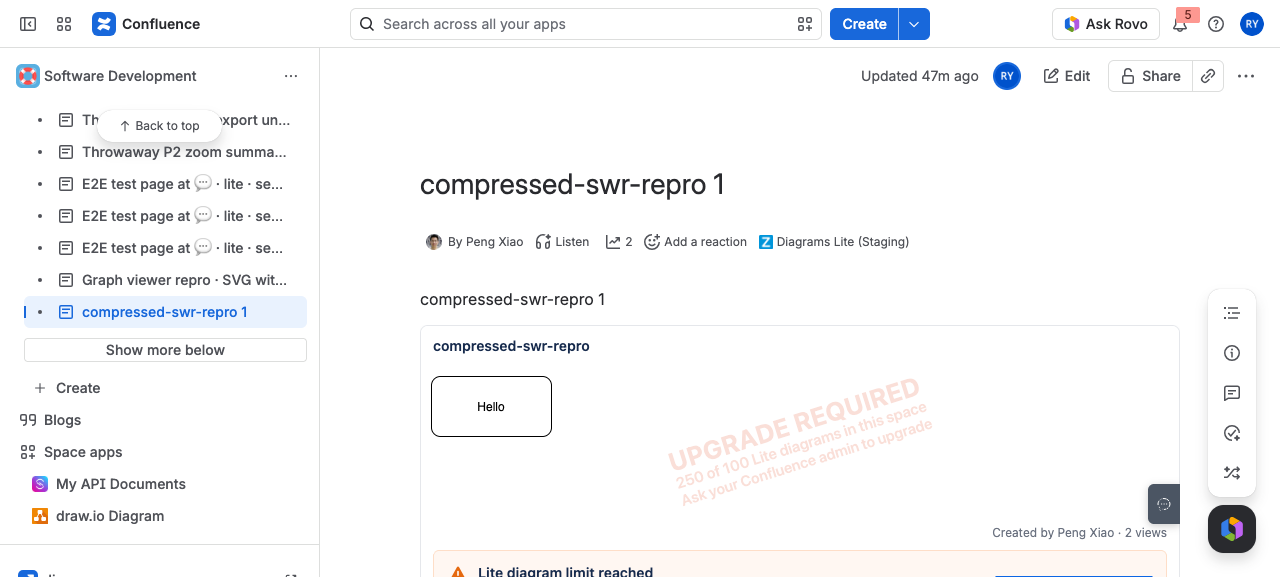 Confluence
Search across all your apps
Create
Ask Rovo
5
RY
Software Development
Th
export un...
Back to top
Throwaway P2 zoom summa...
E2E test page at 💬 · lite · se...
E2E test page at 💬 · lite · se...
E2E test page at 💬 · lite · se...
Graph viewer repro · SVG wit...
compressed-swr-repro 1
Show more below
Create
Blogs
Space apps
My API Documents
draw.io Diagram
Updated 47m ago
RY
Edit
Share
compressed-swr-repro 1
By Peng Xiao
Listen
2
Add a reaction
Diagrams Lite (Staging)
compressed-swr-repro 1
compressed-swr-repro
Hello
UPGRADE REQUIRED
250 of 100 Lite diagrams in this space
Ask your Confluence admin to upgrade
Created by Peng Xiao · 2 views
Lite diagram limit reached